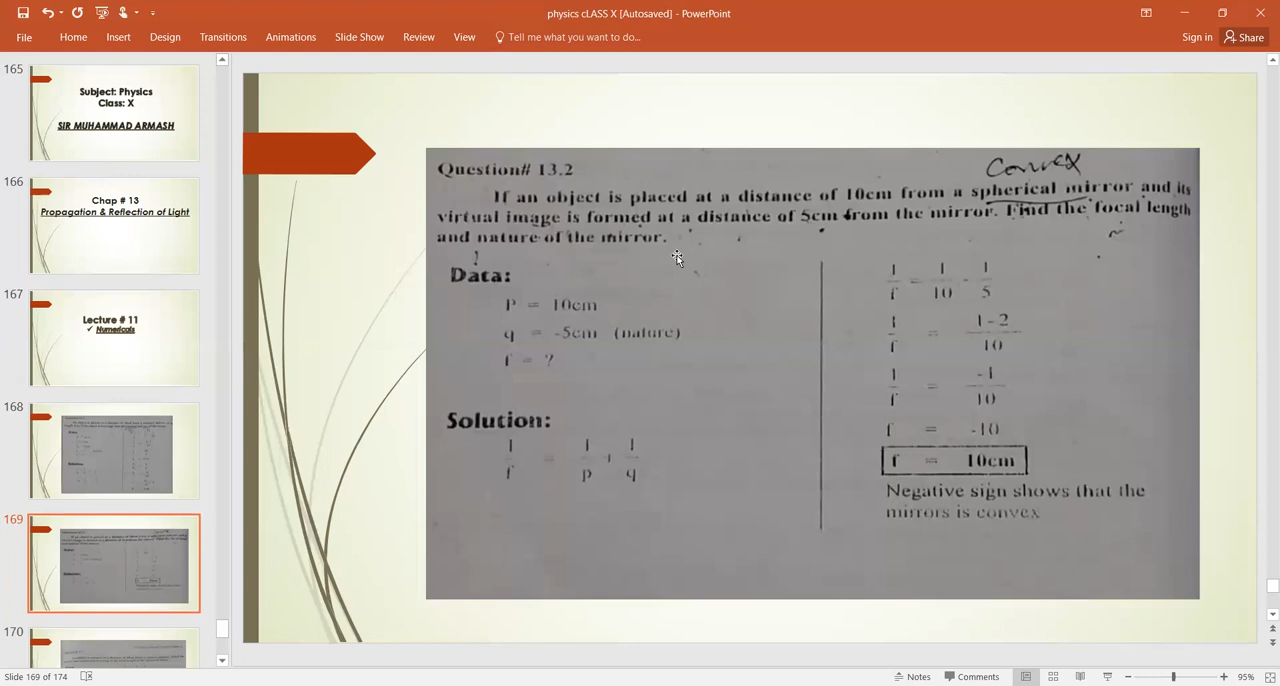 physics cLASS X [Autosaved] - PowerPoint
File Home Insert Design Transitions Animations Slide Show Review View Tell me what you want to do... Sign in Share
165
Subject: Physics
Class: X
SIR MUHAMMAD ARMASH
166
Chap # 13
Propagation & Reflection of Light
167
Lecture # 11
✓ Numericals
168
169
170
Question# 13.2
Convex
If an object is placed at a distance of 10cm from a spherical mirror and its
virtual image is formed at a distance of 5cm from the mirror. Find the focal length
and nature of the mirror.
Data:
P = 10cm
q = -5cm (nature)
f = ?
Solution:
1/f = 1/p + 1/q
1/f = 1/10 - 1/5
1/f = 1-2/10
1/f = -1/10
f = -10
f = 10cm
Negative sign shows that the
mirrors is convex
Slide 169 of 174 Notes Comments 95%